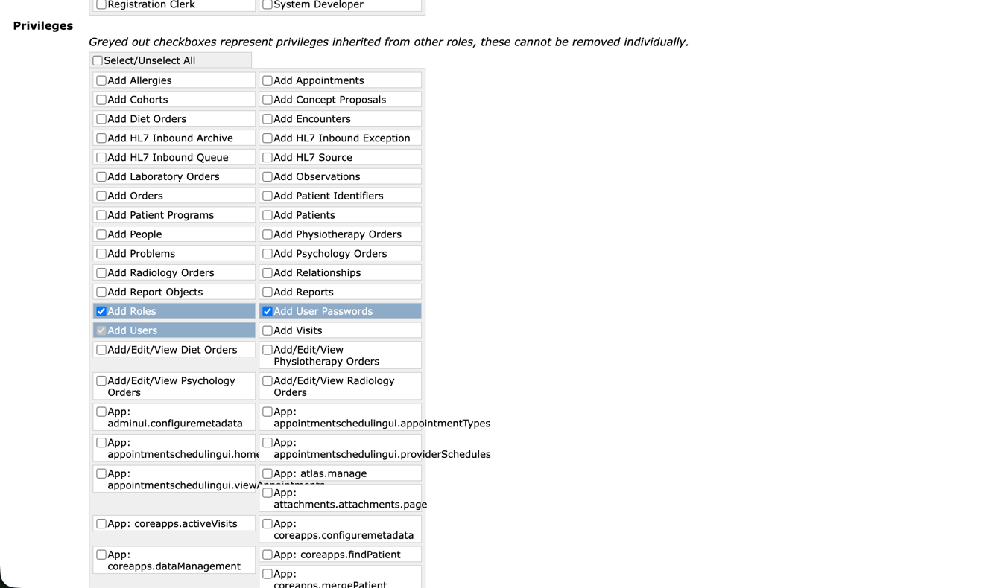 Registration Clerk
System Developer
Privileges
Greyed out checkboxes represent privileges inherited from other roles, these cannot be removed individually.
Select/Unselect All
Add Allergies
Add Appointments
Add Cohorts
Add Concept Proposals
Add Diet Orders
Add Encounters
Add HL7 Inbound Archive
Add HL7 Inbound Exception
Add HL7 Inbound Queue
Add HL7 Source
Add Laboratory Orders
Add Observations
Add Orders
Add Patient Identifiers
Add Patient Programs
Add Patients
Add People
Add Physiotherapy Orders
Add Problems
Add Psychology Orders
Add Radiology Orders
Add Relationships
Add Report Objects
Add Reports
Add Roles
Add User Passwords
Add Users
Add Visits
Add/Edit/View Diet Orders
Add/Edit/View
Physiotherapy Orders
Add/Edit/View Psychology
Orders
Add/Edit/View Radiology
Orders
App:
adminui.configuremetadata
App:
appointmentschedulingui.appointmentTypes
App:
appointmentschedulingui.home
App:
appointmentschedulingui.providerSchedules
App:
appointmentschedulingui.viewAppointments
App: atlas.manage
App:
attachments.attachments.page
App: coreapps.activeVisits
App:
coreapps.configuremetadata
App:
coreapps.dataManagement
App: coreapps.findPatient
App:
coreapps.mergePatient